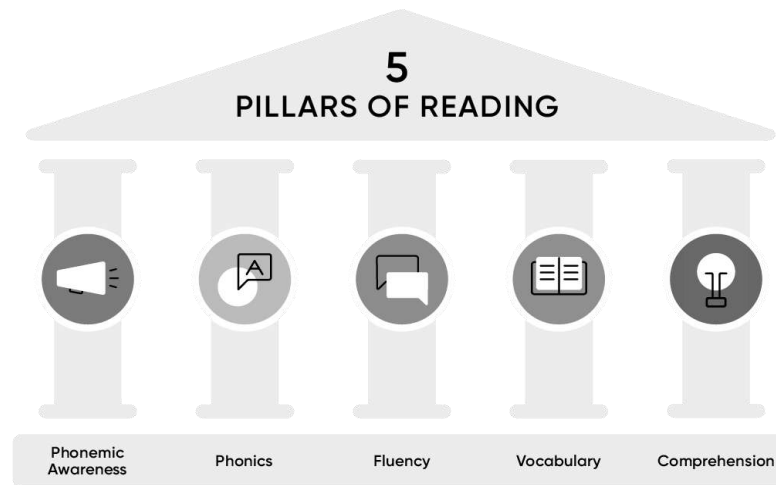 5
PILLARS OF READING
A
Phonemic
Awareness
Phonics
Fluency
Vocabulary
Comprehension